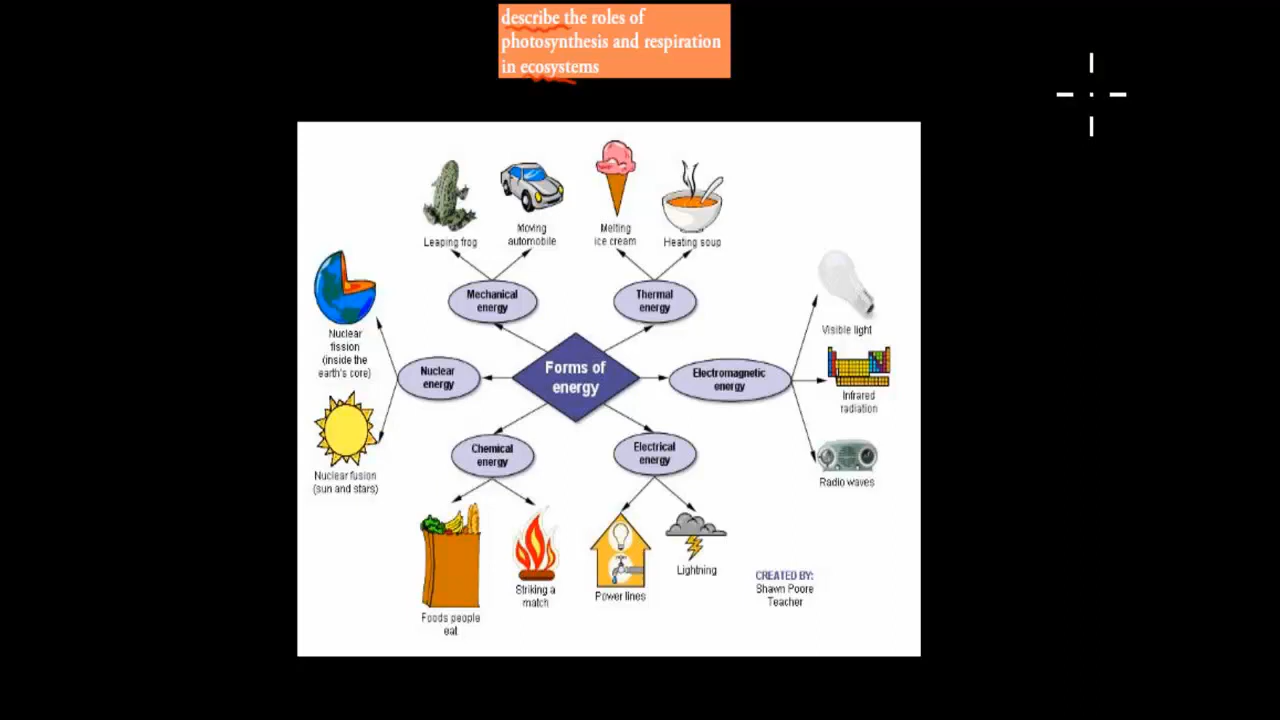 describe the roles of
photosynthesis and respiration
in ecosystems
Leaping frog
Moving
automobile
Melting
ice cream
Heating soup
Mechanical
energy
Thermal
energy
Nuclear
fission
(inside the
earth's core)
Visible light
Nuclear
energy
Forms of
energy
Electromagnetic
energy
Infrared
radiation
Chemical
energy
Electrical
energy
Nuclear fusion
(sun and stars)
Radio waves
Foods people
eat
Striking a
match
Power lines
Lightning
CREATED BY:
Shawn Poore
Teacher